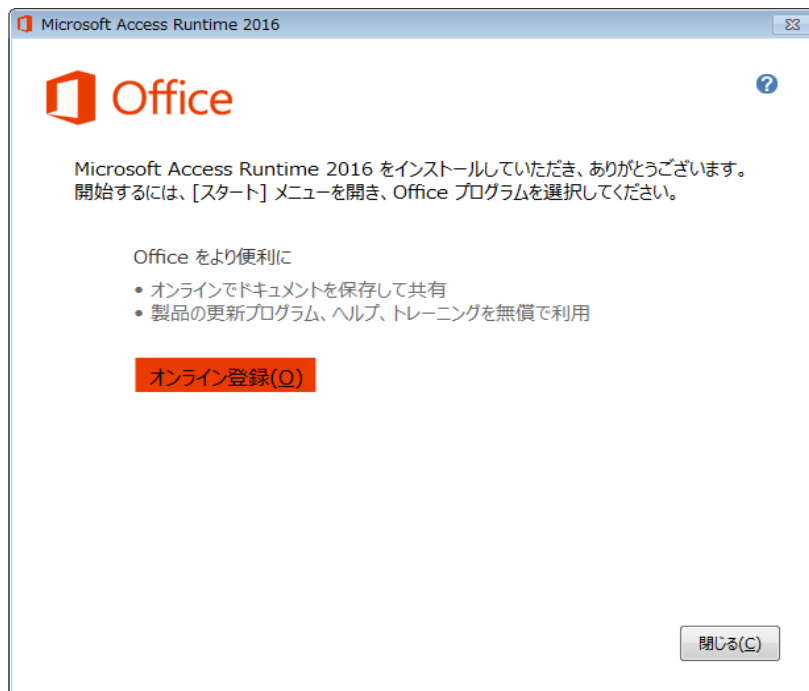 Microsoft Access Runtime 2016
Office
Microsoft Access Runtime 2016 をインストールしていただき、ありがとうございます。
開始するには、[スタート] メニューを開き、Office プログラムを選択してください。
Office をより便利に
• オンラインでドキュメントを保存して共有
• 製品の更新プログラム、ヘルプ、トレーニングを無償で利用
オンライン登録(O)
閉じる(C)